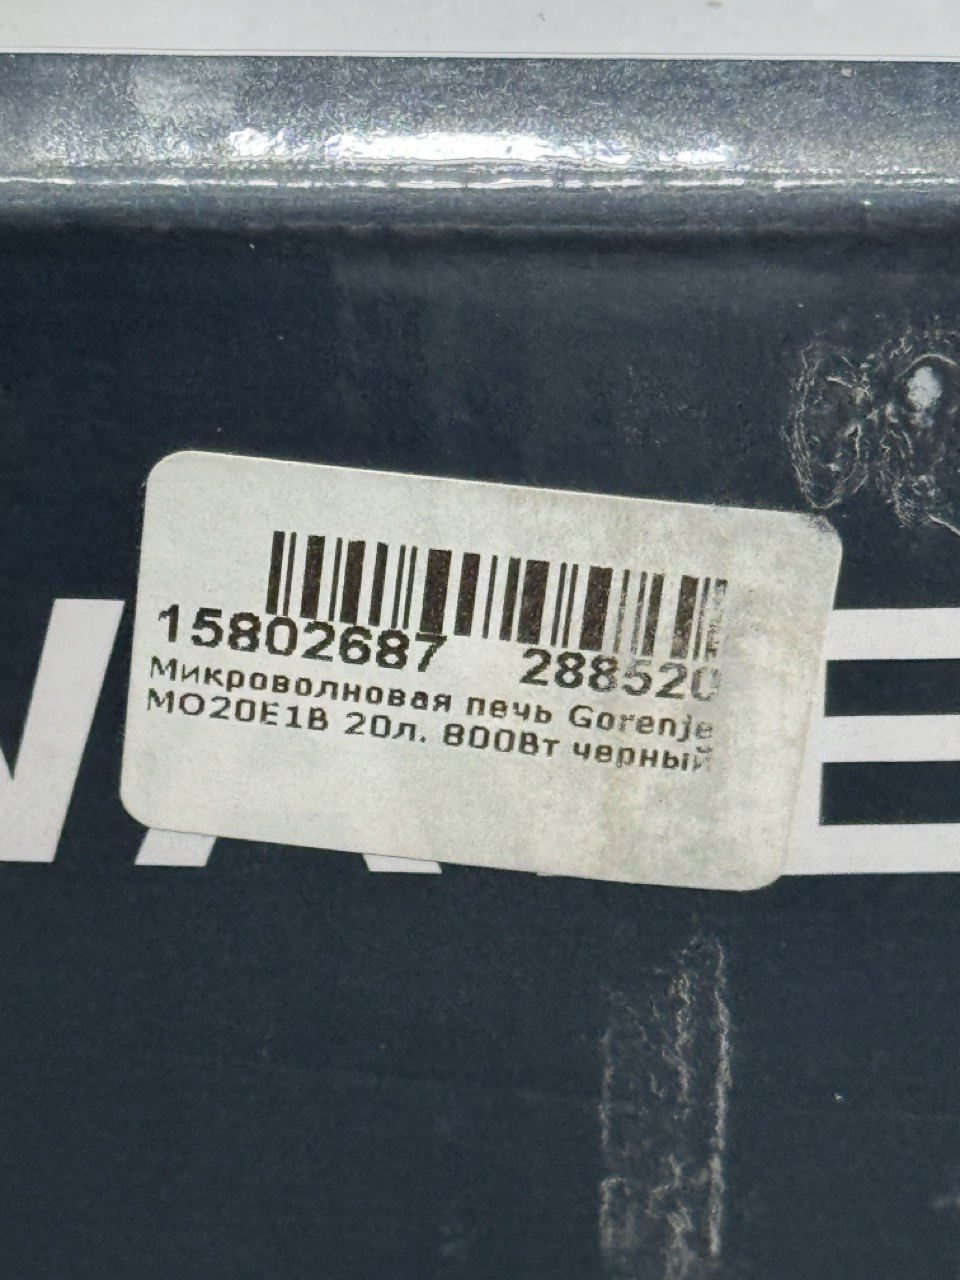 15802687 288520
Микроволновая печь Gorenje
MO20E1B 20л. 800Вт черный